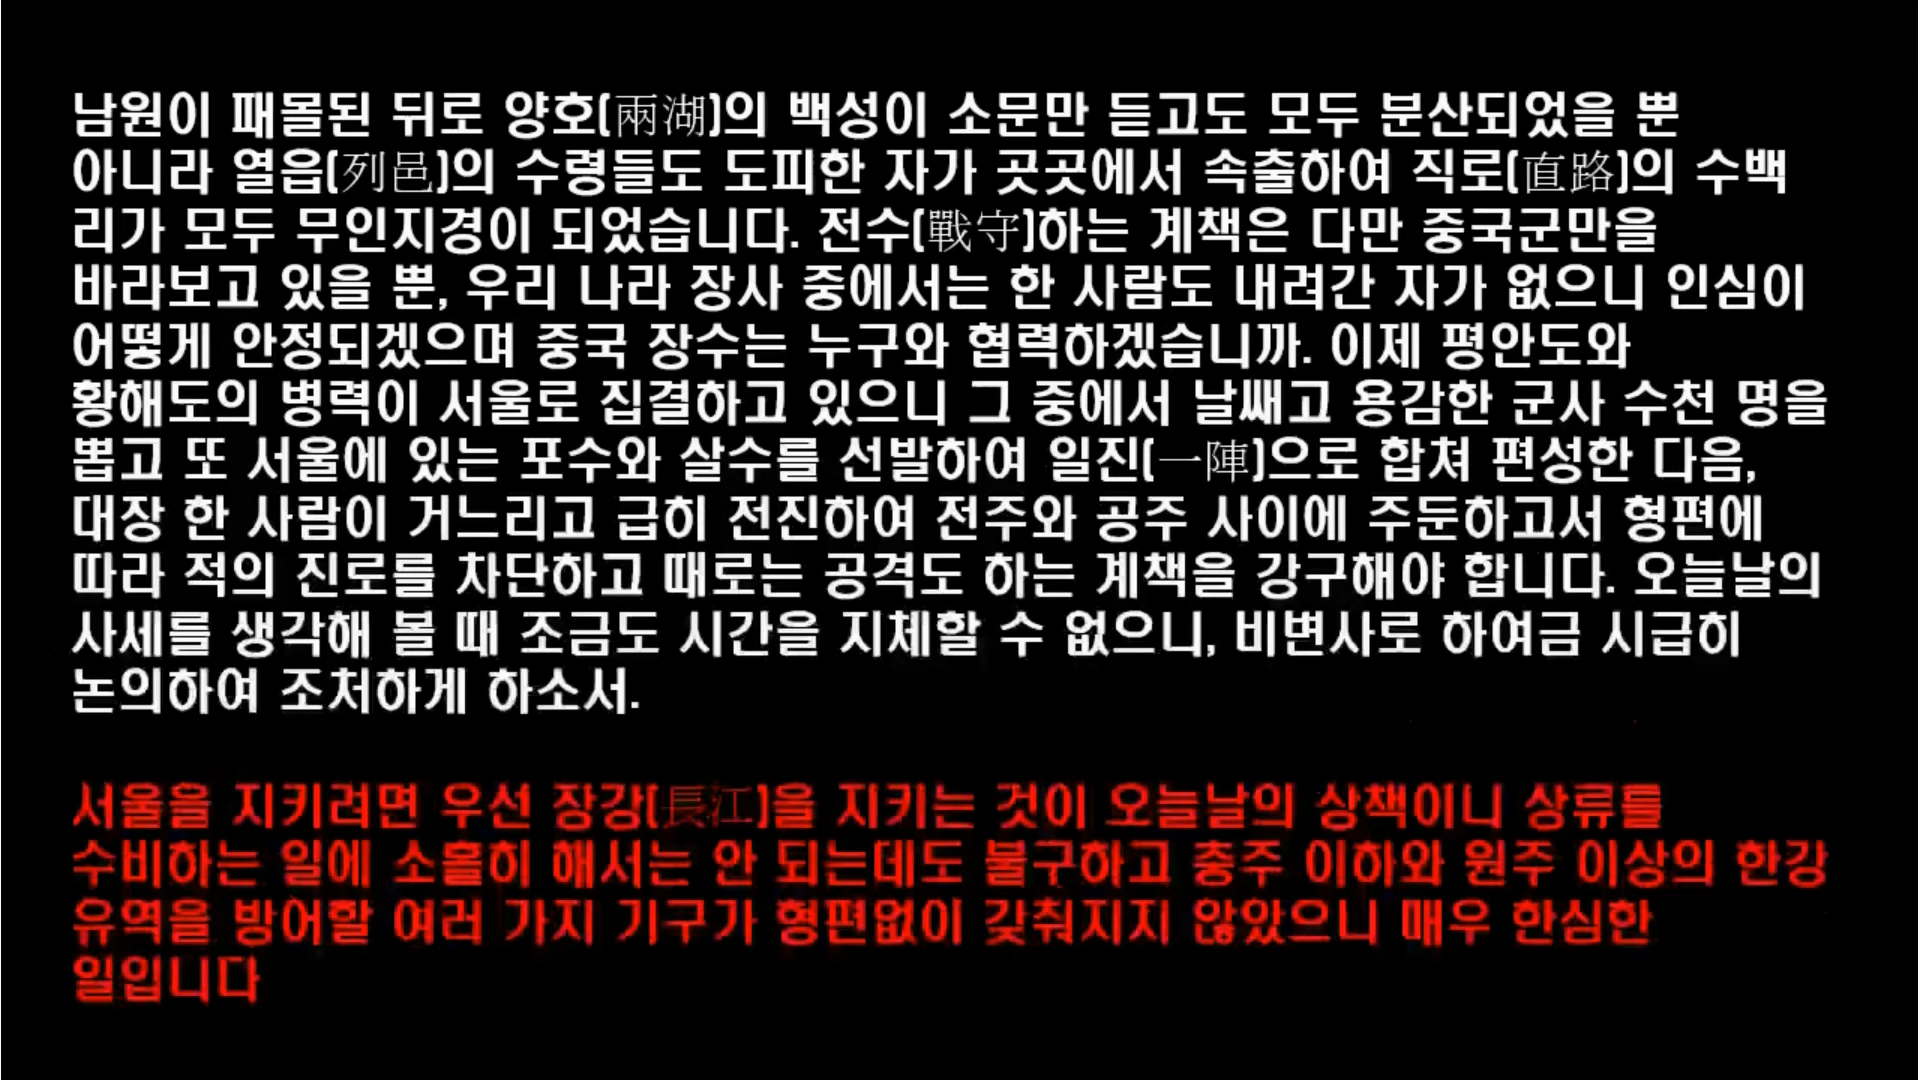 남원이 패몰된 뒤로 양호(兩湖)의 백성이 소문만 듣고도 모두 분산되었을 뿐
아니라 열읍(列邑)의 수령들도 도피한 자가 곳곳에서 속출하여 직로(直路)의 수백
리가 모두 무인지경이 되었습니다. 전수(戰守)하는 계책은 다만 중국군만을
바라보고 있을 뿐, 우리 나라 장사 중에서는 한 사람도 내려간 자가 없으니 인심이
어떻게 안정되겠으며 중국 장수는 누구와 협력하겠습니까. 이제 평안도와
황해도의 병력이 서울로 집결하고 있으니 그 중에서 날쌔고 용감한 군사 수천 명을
뽑고 또 서울에 있는 포수와 살수를 선발하여 일진(一陣)으로 합쳐 편성한 다음,
대장 한 사람이 거느리고 급히 전진하여 전주와 공주 사이에 주둔하고서 형편에
따라 적의 진로를 차단하고 때로는 공격도 하는 계책을 강구해야 합니다. 오늘날의
사세를 생각해 볼 때 조금도 시간을 지체할 수 없으니, 비변사로 하여금 시급히
논의하여 조처하게 하소서.
서울을 지키려면 우선 장강(長江)을 지키는 것이 오늘날의 상책이니 상류를
수비하는 일에 소홀히 해서는 안 되는데도 불구하고 충주 이하와 원주 이상의 한강
유역을 방어할 여러 가지 기구가 형편없이 갖춰지지 않았으니 매우 한심한
일입니다